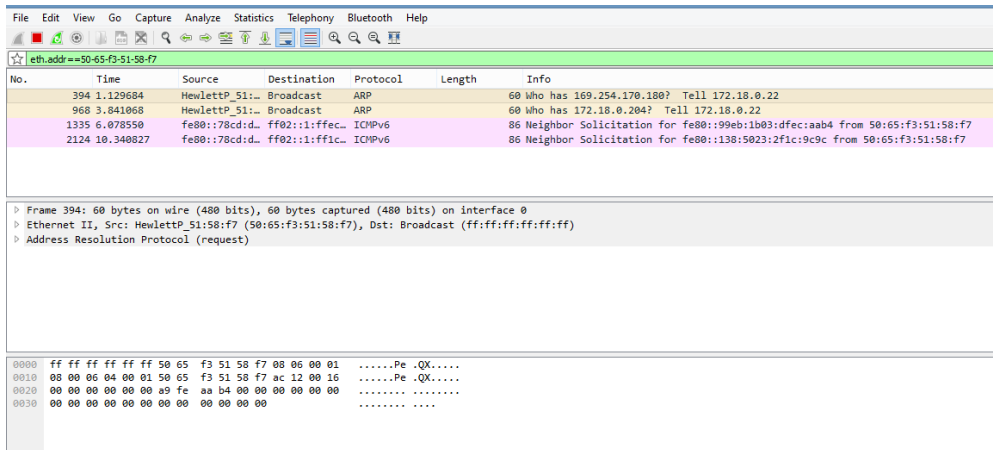 File Edit View Go Capture Analyze Statistics Telephony Bluetooth Help
eth.addr==50-65-f3-51-58-f7
No. Time Source Destination Protocol Length Info
394 1.129684 HewlettP_51:… Broadcast ARP 60 Who has 169.254.170.180? Tell 172.18.0.22
968 3.841068 HewlettP_51:… Broadcast ARP 60 Who has 172.18.0.204? Tell 172.18.0.22
1335 6.078550 fe80::78cd:d… ff02::1:ffec… ICMPv6 86 Neighbor Solicitation for fe80::99eb:1b03:dfec:aab4 from 50:65:f3:51:58:f7
2124 10.340827 fe80::78cd:d… ff02::1:ff1c… ICMPv6 86 Neighbor Solicitation for fe80::138:5023:2f1c:9c9c from 50:65:f3:51:58:f7
Frame 394: 60 bytes on wire (480 bits), 60 bytes captured (480 bits) on interface 0
Ethernet II, Src: HewlettP_51:58:f7 (50:65:f3:51:58:f7), Dst: Broadcast (ff:ff:ff:ff:ff:ff)
Address Resolution Protocol (request)
0000 ff ff ff ff ff ff 50 65 f3 51 58 f7 08 06 00 01 ......Pe .QX.....
0010 08 00 06 04 00 01 50 65 f3 51 58 f7 ac 12 00 16 ......Pe .QX.....
0020 00 00 00 00 00 00 a9 fe aa b4 00 00 00 00 00 00 ........ ........
0030 00 00 00 00 00 00 00 00 00 00 00 00 ........ ....